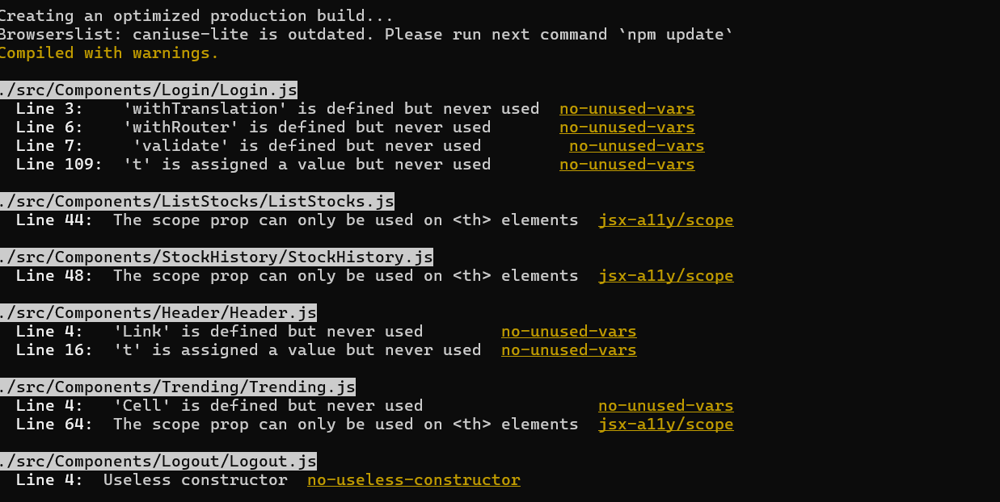 Creating an optimized production build...
Browserslist: caniuse-lite is outdated. Please run next command `npm update`
Compiled with warnings.
./src/Components/Login/Login.js
Line 3: 'withTranslation' is defined but never used no-unused-vars
Line 6: 'withRouter' is defined but never used no-unused-vars
Line 7: 'validate' is defined but never used no-unused-vars
Line 109: 't' is assigned a value but never used no-unused-vars
./src/Components/ListStocks/ListStocks.js
Line 44: The scope prop can only be used on <th> elements jsx-a11y/scope
./src/Components/StockHistory/StockHistory.js
Line 48: The scope prop can only be used on <th> elements jsx-a11y/scope
./src/Components/Header/Header.js
Line 4: 'Link' is defined but never used no-unused-vars
Line 16: 't' is assigned a value but never used no-unused-vars
./src/Components/Trending/Trending.js
Line 4: 'Cell' is defined but never used no-unused-vars
Line 64: The scope prop can only be used on <th> elements jsx-a11y/scope
./src/Components/Logout/Logout.js
Line 4: Useless constructor no-useless-constructor